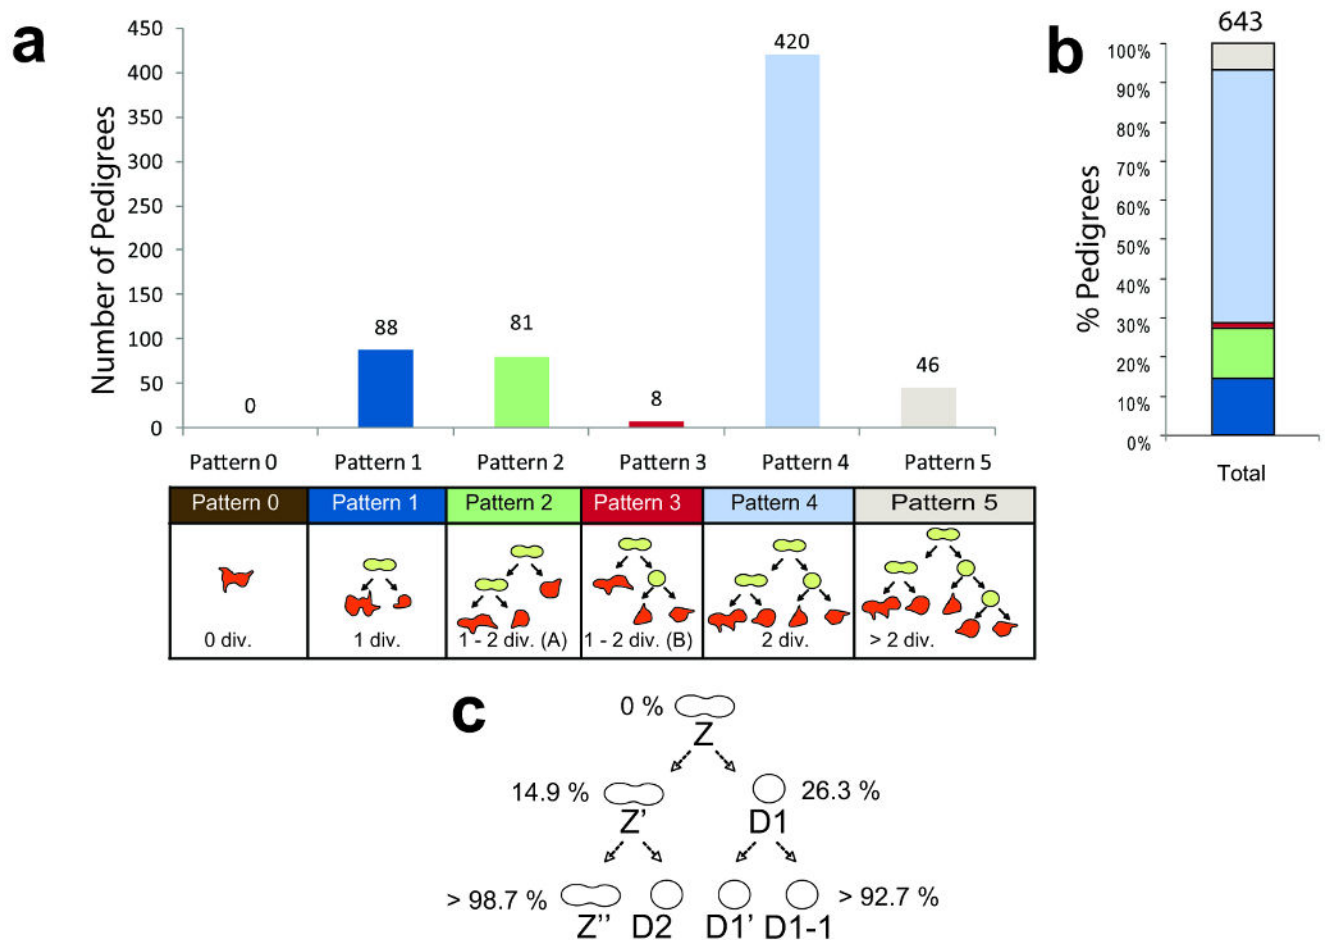 a
Number of Pedigrees
450
400
350
300
250
200
150
100
50
0
0
88
81
8
420
46
Pattern 0 Pattern 1 Pattern 2 Pattern 3 Pattern 4 Pattern 5
b
643
% Pedigrees
100%
90%
80%
70%
60%
50%
40%
30%
20%
10%
0%
Total
Pattern 0 Pattern 1 Pattern 2 Pattern 3 Pattern 4 Pattern 5
0 div. 1 div. 1 - 2 div. (A) 1 - 2 div. (B) 2 div. > 2 div.
c
0 %
Z
14.9 % 26.3 %
Z' D1
> 98.7 % > 92.7 %
Z'' D2 D1' D1-1